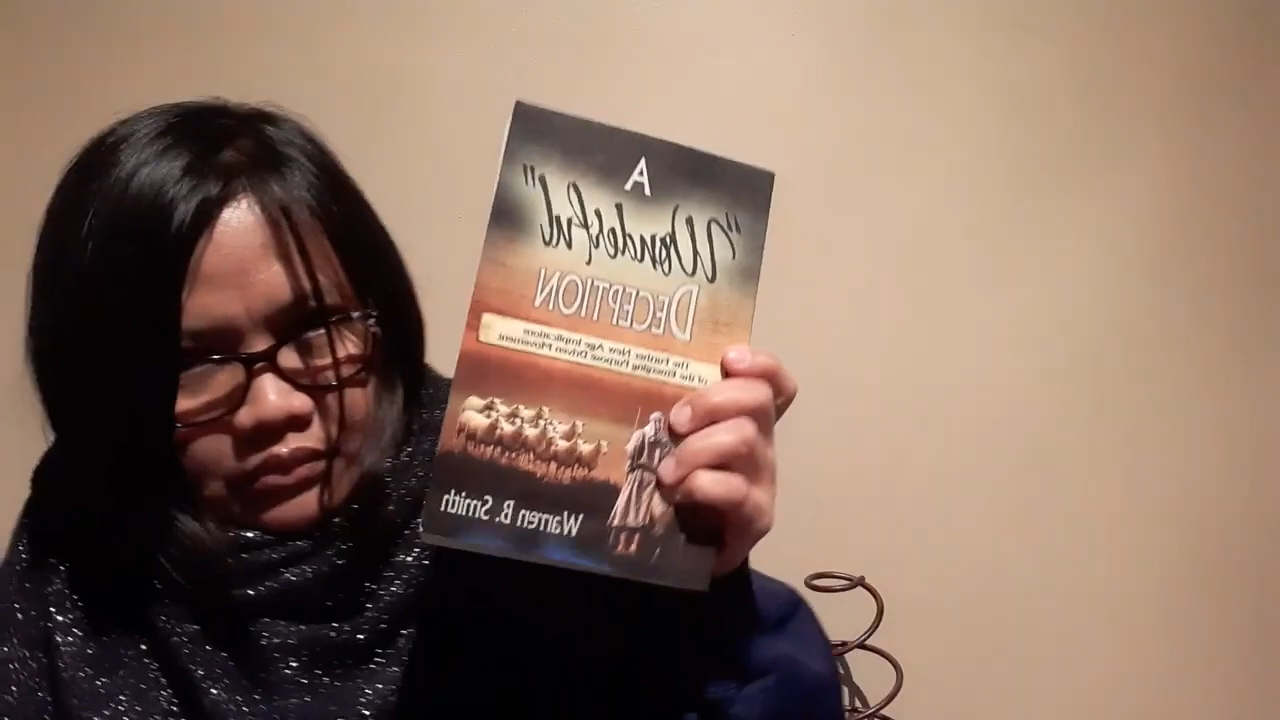 A
"Wonderful"
DECEPTION
The Further New Age Implications
of the Emerging Purpose Driven Movement
Warren B. Smith